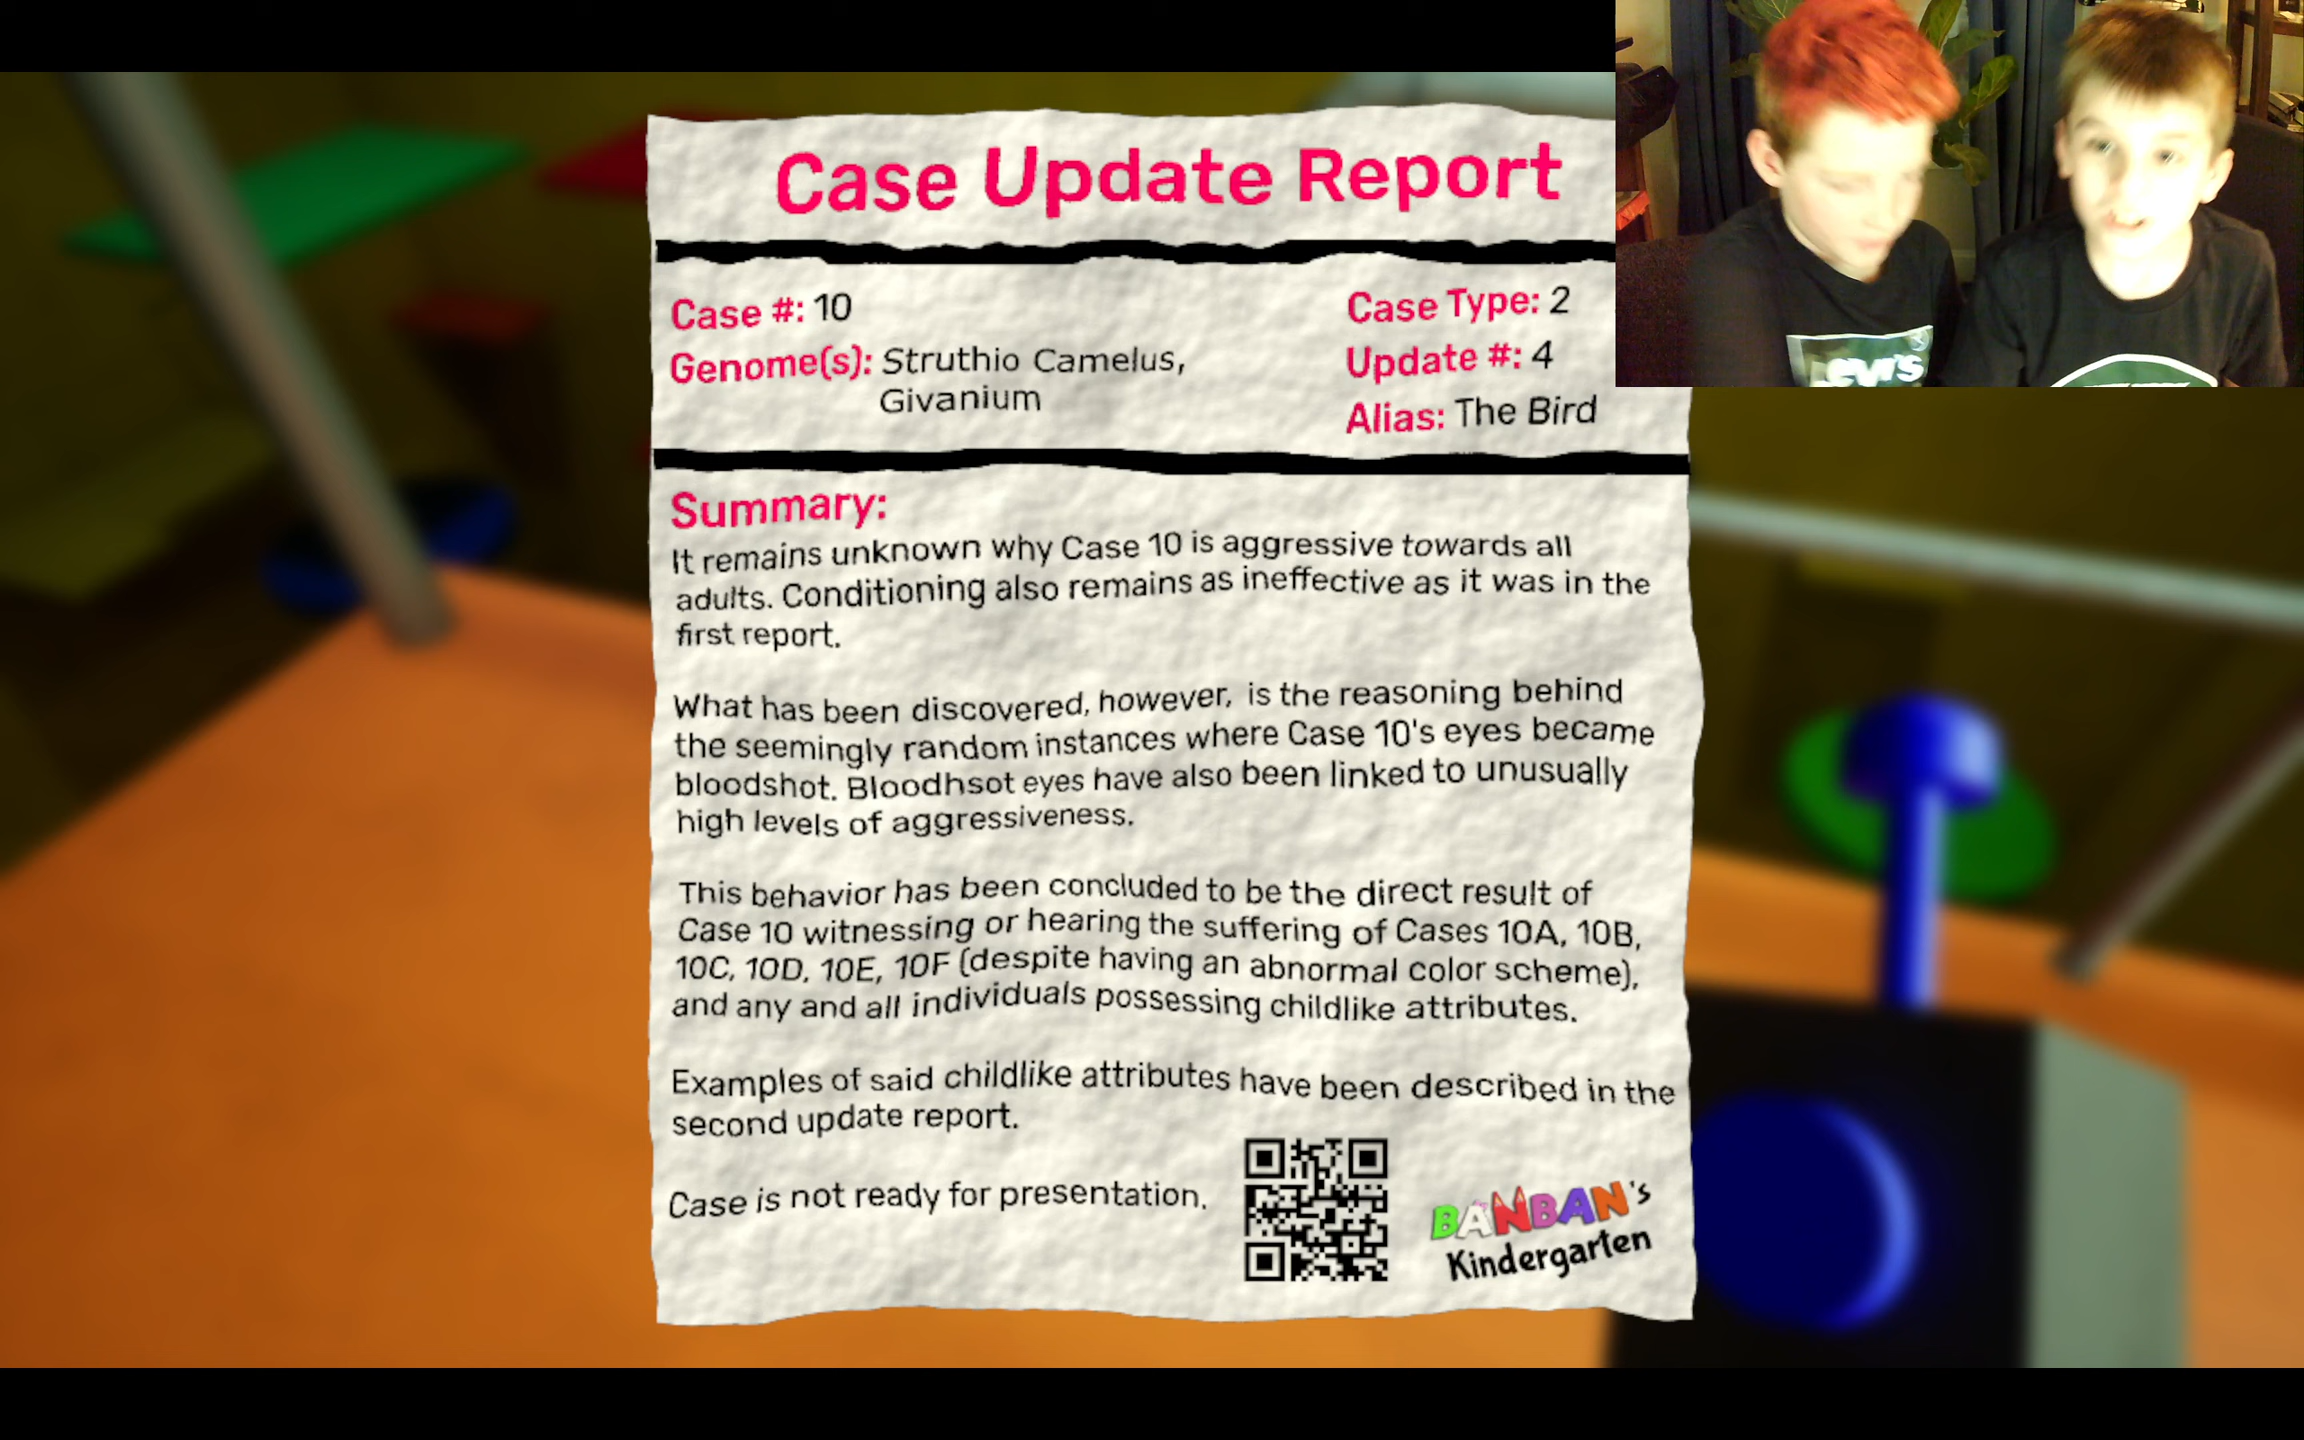 Case Update Report
Case #: 10
Genome(s): Struthio Camelus,
Givanium
Case Type: 2
Update #: 4
Alias: The Bird
Summary:
It remains unknown why Case 10 is aggressive towards all
adults. Conditioning also remains as ineffective as it was in the
first report.
What has been discovered, however, is the reasoning behind
the seemingly random instances where Case 10's eyes became
bloodshot. Bloodhsot eyes have also been linked to unusually
high levels of aggressiveness.
This behavior has been concluded to be the direct result of
Case 10 witnessing or hearing the suffering of Cases 10A, 10B,
10C, 10D, 10E, 10F (despite having an abnormal color scheme),
and any and all individuals possessing childlike attributes.
Examples of said childlike attributes have been described in the
second update report.
Case is not ready for presentation.
BANBAN's
Kindergarten
Levi's